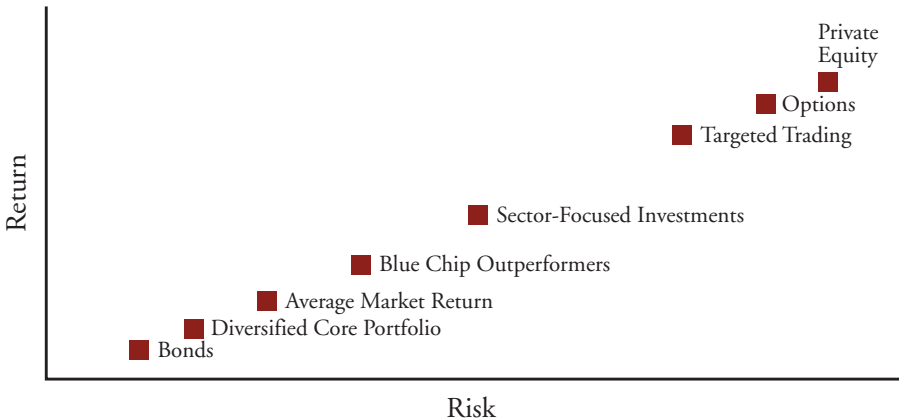 Private
Equity
Options
Targeted Trading
Return
Sector-Focused Investments
Blue Chip Outperformers
Average Market Return
Diversified Core Portfolio
Bonds
Risk